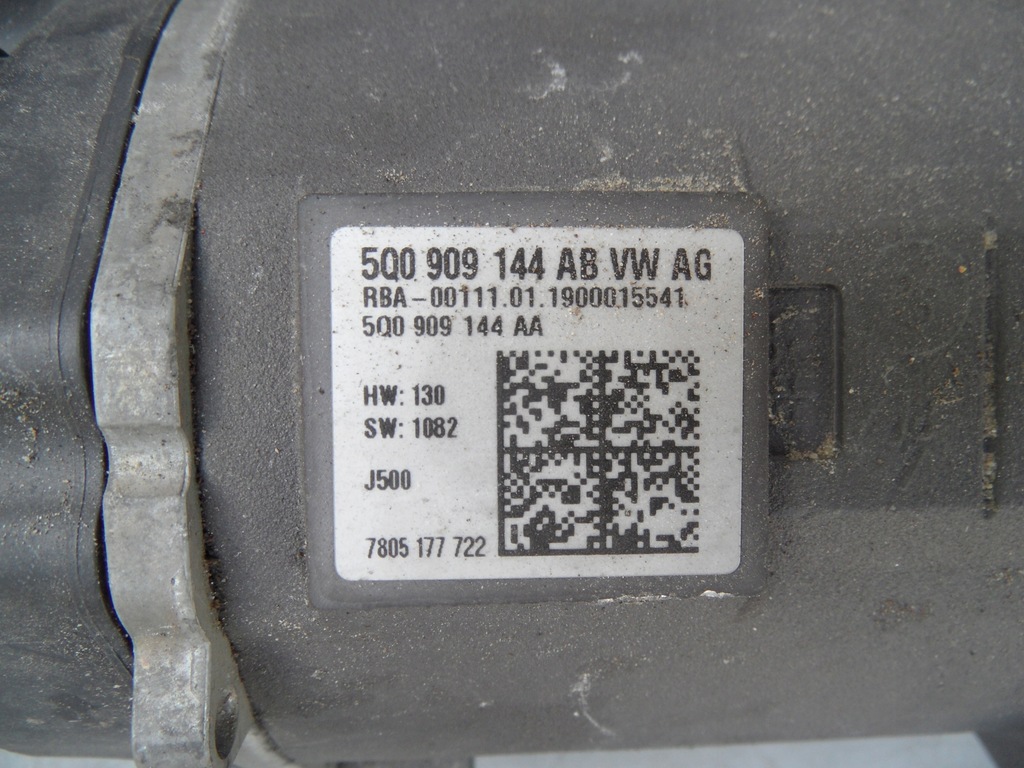 5Q0 909 144 AB VW AG
RBA-00111.01.1900015541
5Q0 909 144 AA
HW: 130
SW: 1082
J500
7805 177 722